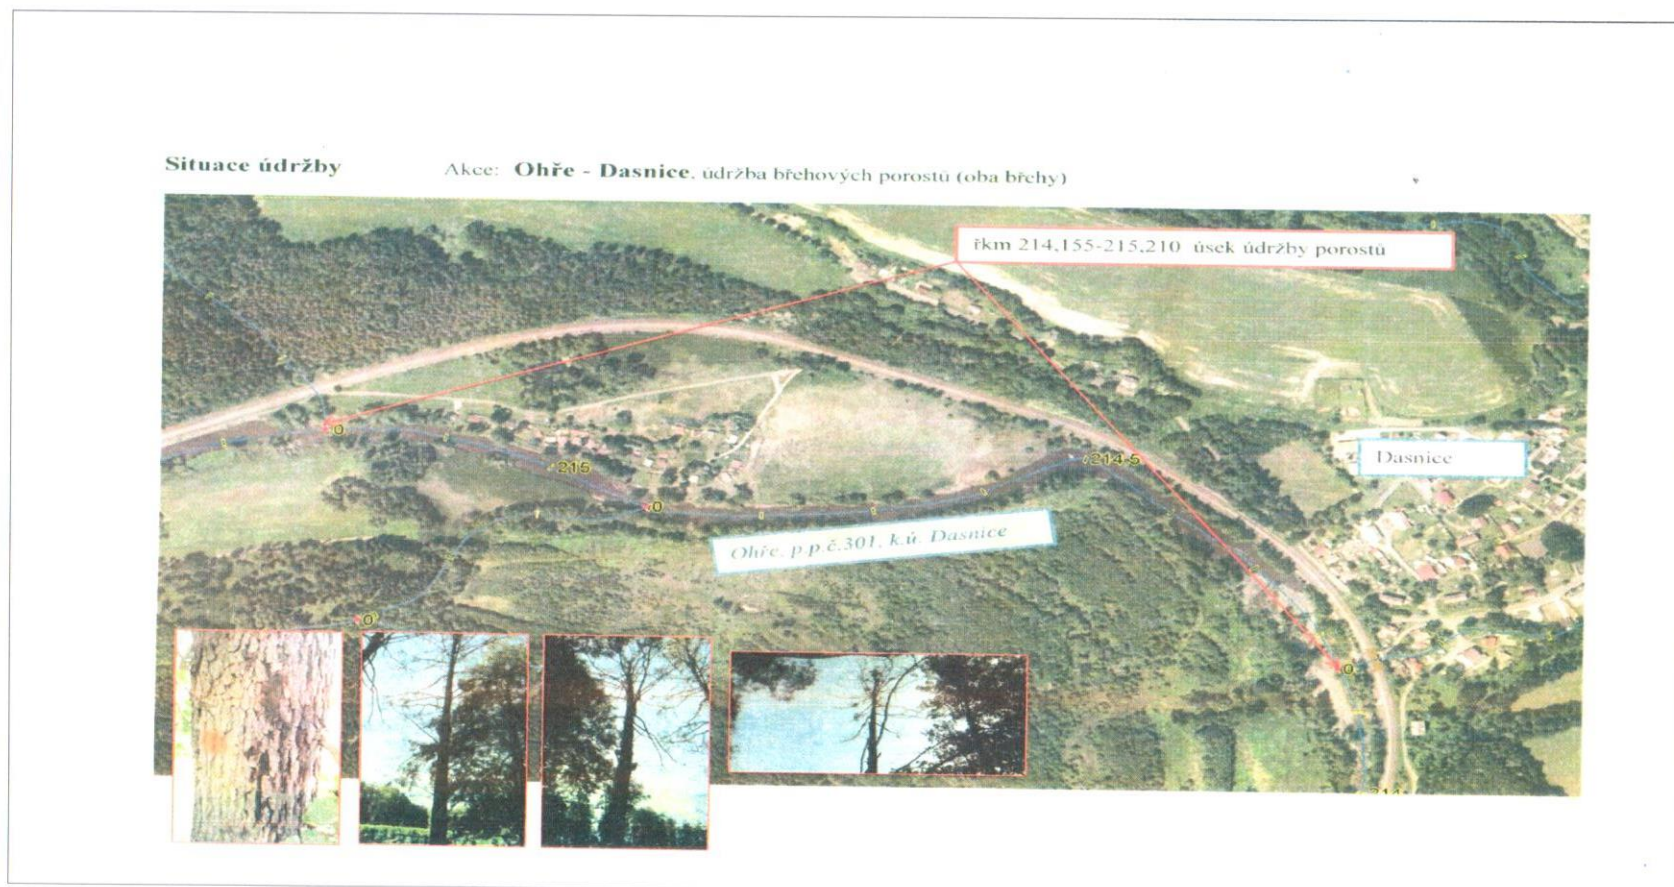 Situace údržby
Akce: Ohře - Dasnice, údržba břehových porostů (oba břehy)
řkm 214,155-215,210 úsek údržby porostů
Dasnice
215
214.5
Ohře, p.p.č.301, k.ú. Dasnice
214